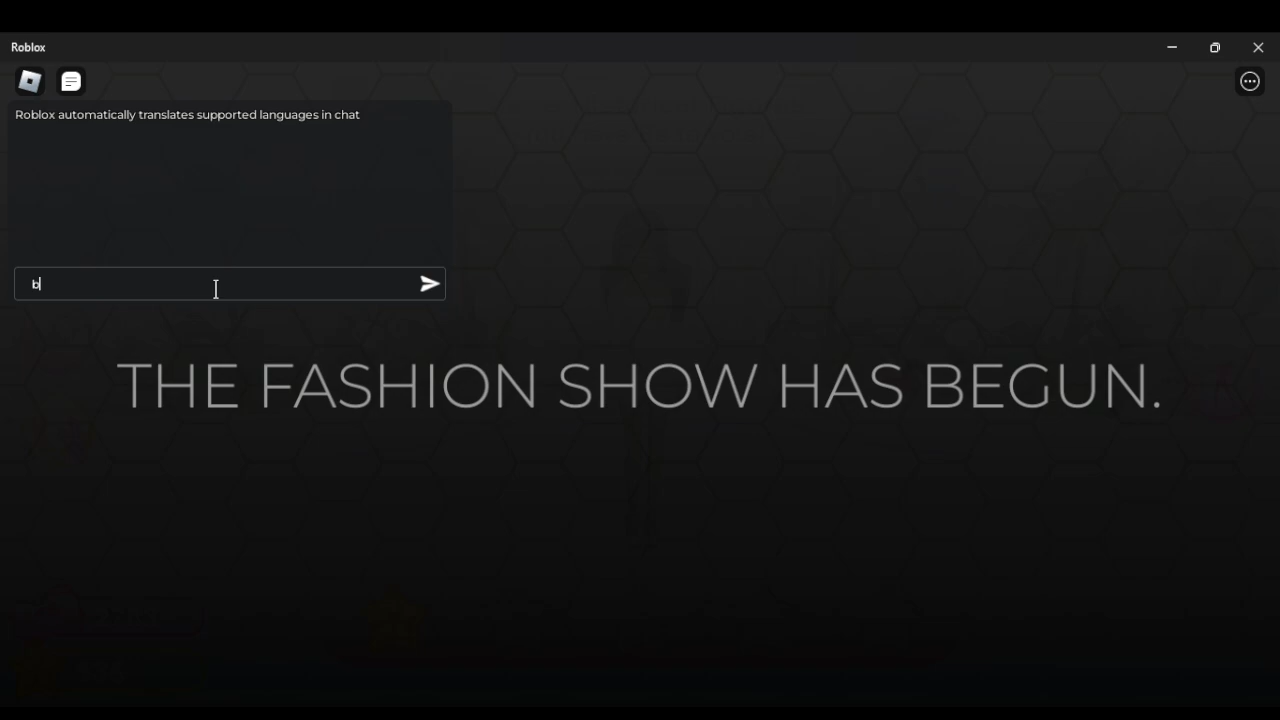 Roblox
Roblox automatically translates supported languages in chat
b
THE FASHION SHOW HAS BEGUN.